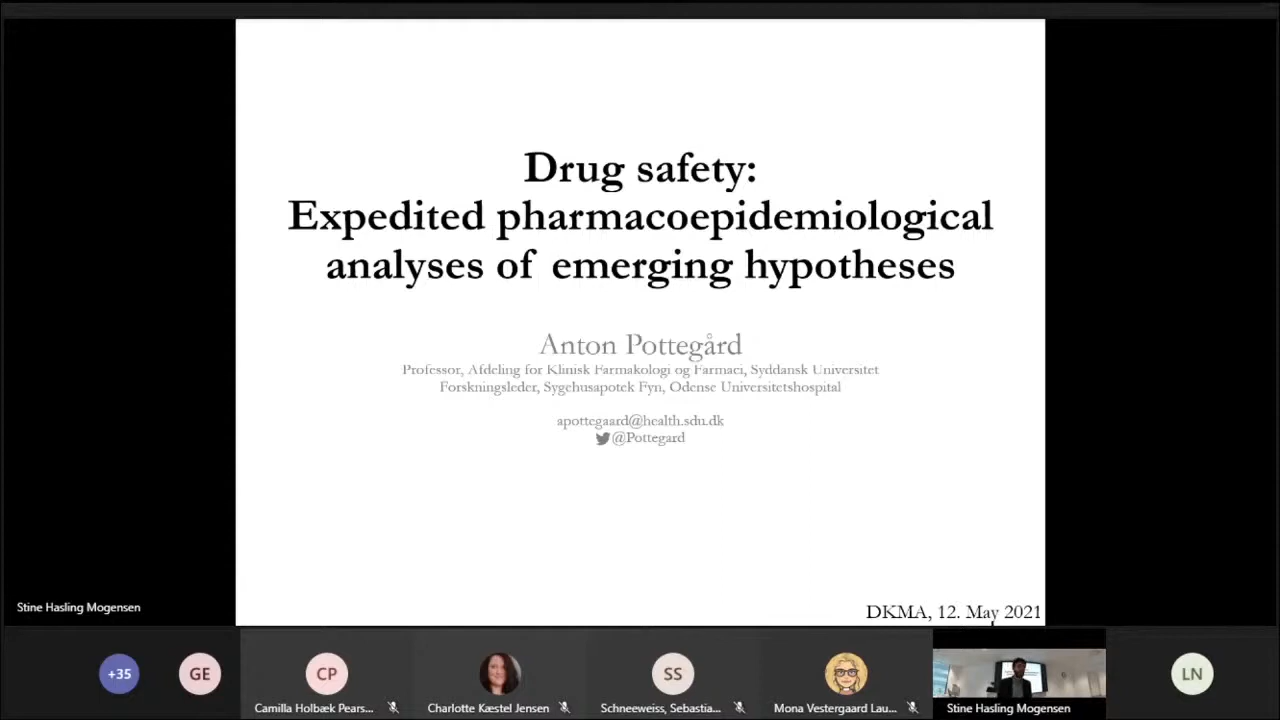 Drug safety:
Expedited pharmacoepidemiological
analyses of emerging hypotheses
Anton Pottegård
Professor, Afdeling for Klinisk Farmakologi og Farmaci, Syddansk Universitet
Forskningsleder, Sygehusapotek Fyn, Odense Universitetshospital
apottegaard@health.sdu.dk
@Pottegard
DKMA, 12. May 2021
Stine Hasling Mogensen
+35
GE
CP
SS
LN
Camilla Holbæk Pears...
Charlotte Kæstel Jensen
Schneeweiss, Sebastia...
Mona Vestergaard Lau...
Stine Hasling Mogensen